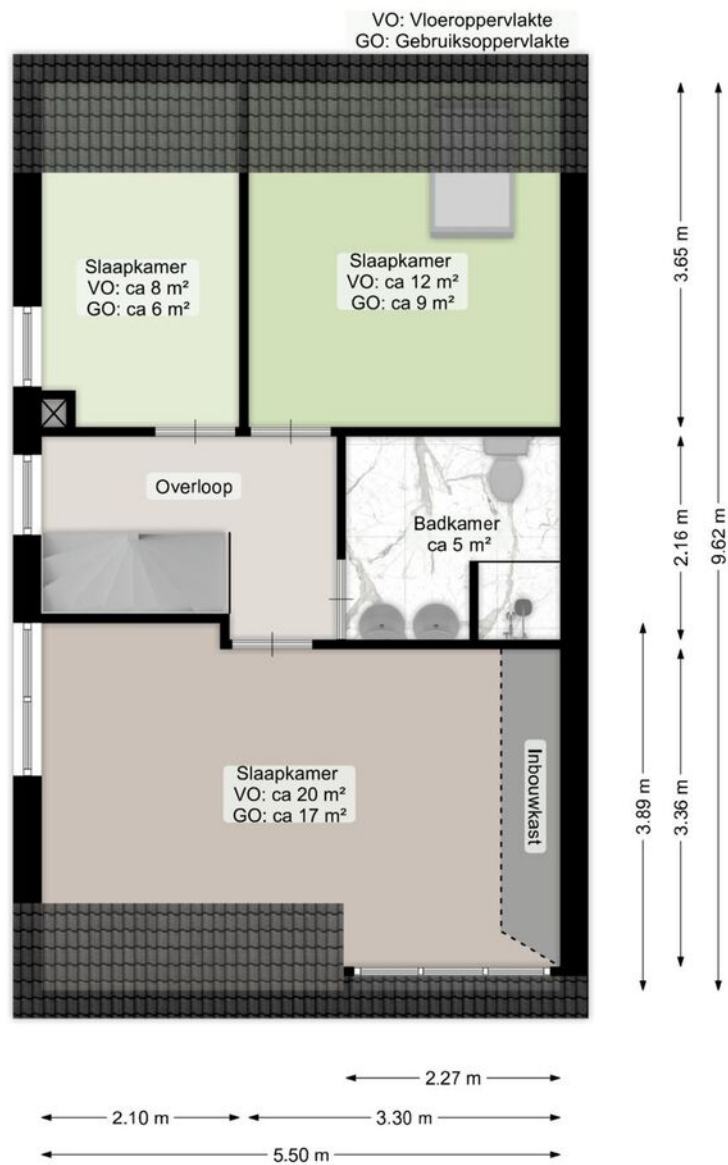 VO: Vloeroppervlakte
GO: Gebruiksoppervlakte
Slaapkamer
VO: ca 8 m²
GO: ca 6 m²
Slaapkamer
VO: ca 12 m²
GO: ca 9 m²
3.65 m
Overloop
Badkamer
ca 5 m²
2.16 m
9.62 m
Slaapkamer
VO: ca 20 m²
GO: ca 17 m²
Inbouwkast
3.89 m
3.36 m
2.27 m
2.10 m
3.30 m
5.50 m